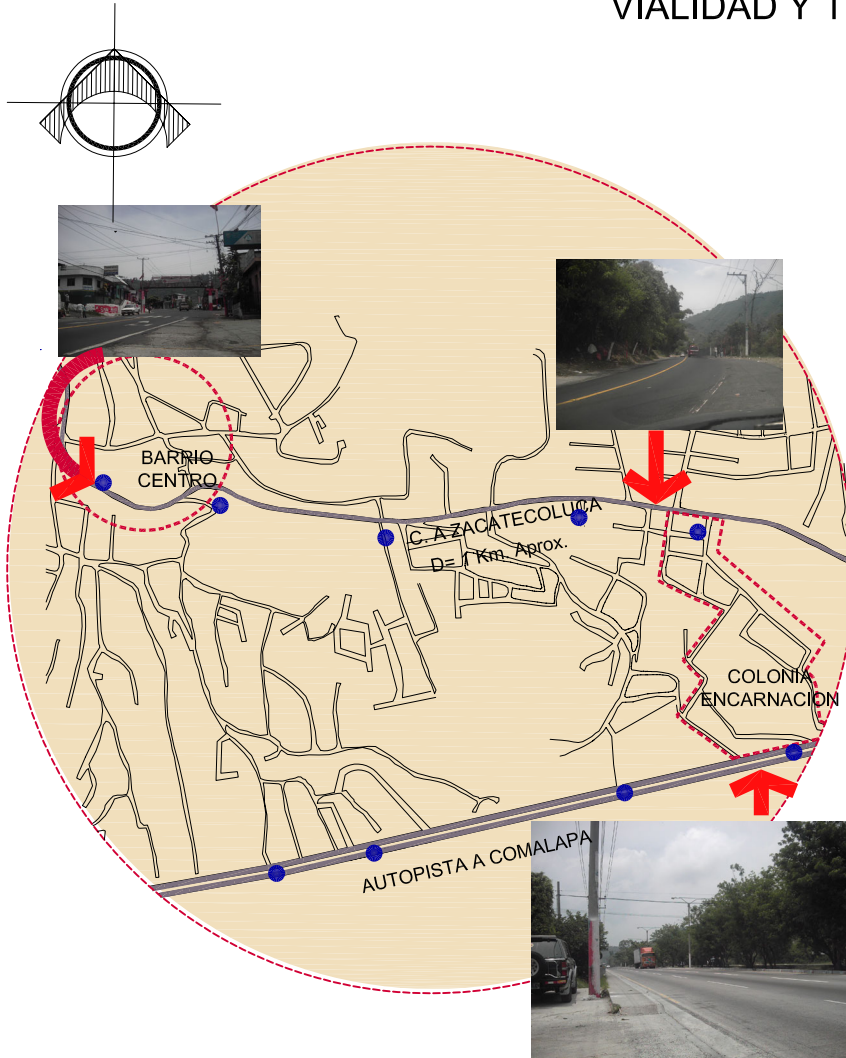 VIALIDAD Y T
BARRIO
CENTRO
C. A ZACATECOLUCA
D= 1 Km. Aprox.
COLONIA
ENCARNACION
AUTOPISTA A COMALAPA